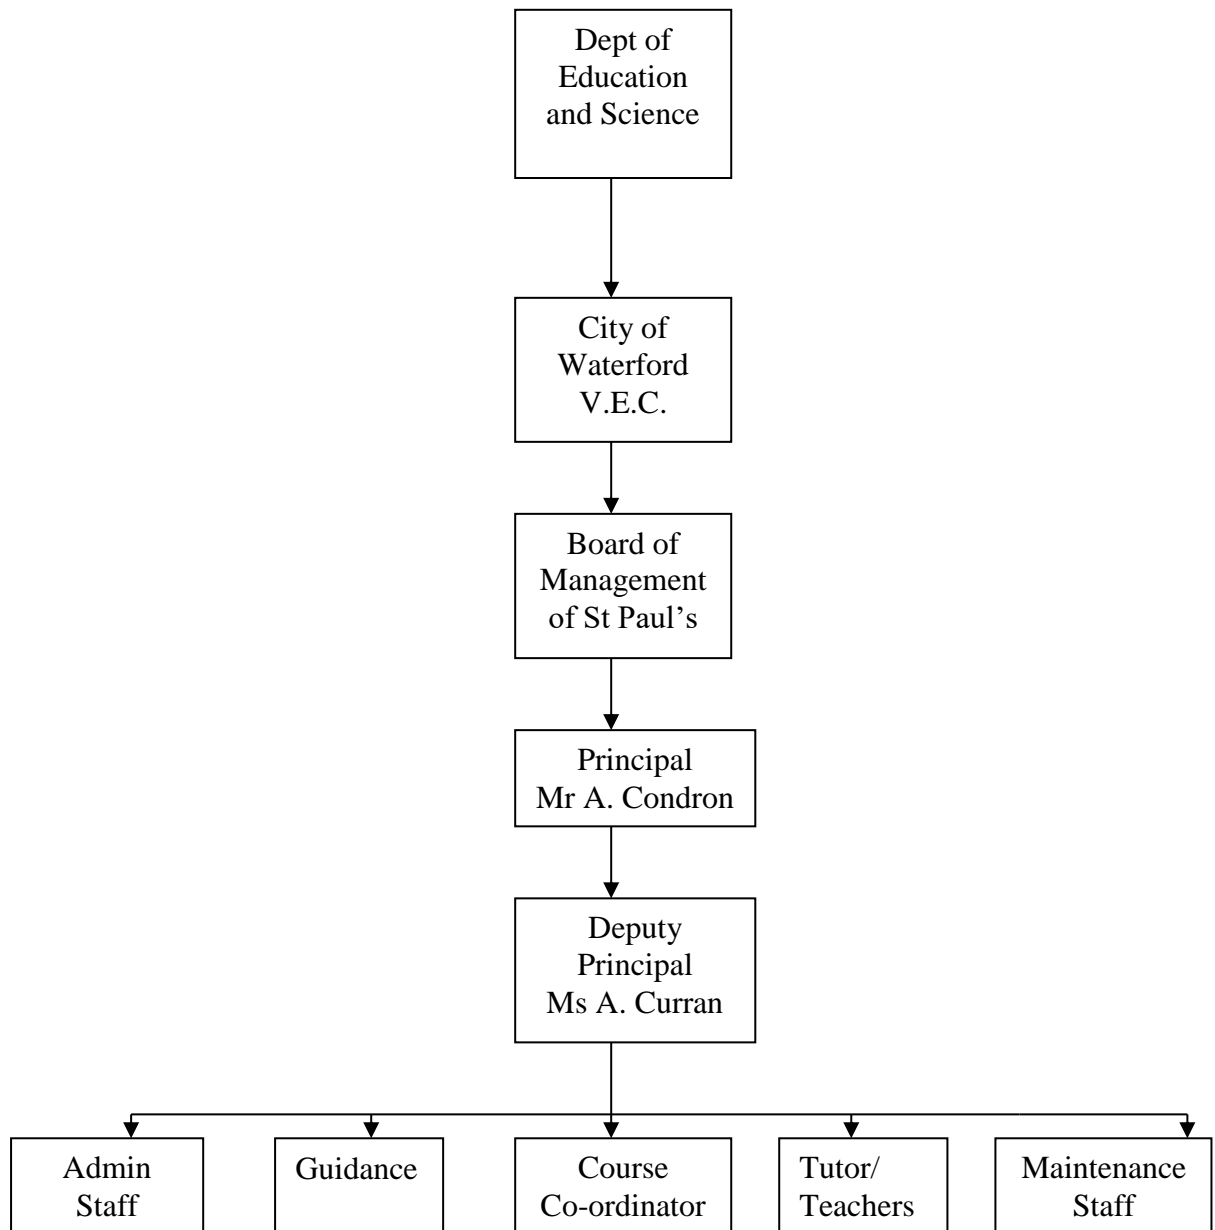 Dept of
Education
and Science
City of
Waterford
V.E.C.
Board of
Management
of St Paul’s
Principal
Mr A. Condron
Deputy
Principal
Ms A. Curran
Admin
Staff
Guidance
Course
Co-ordinator
Tutor/
Teachers
Maintenance
Staff